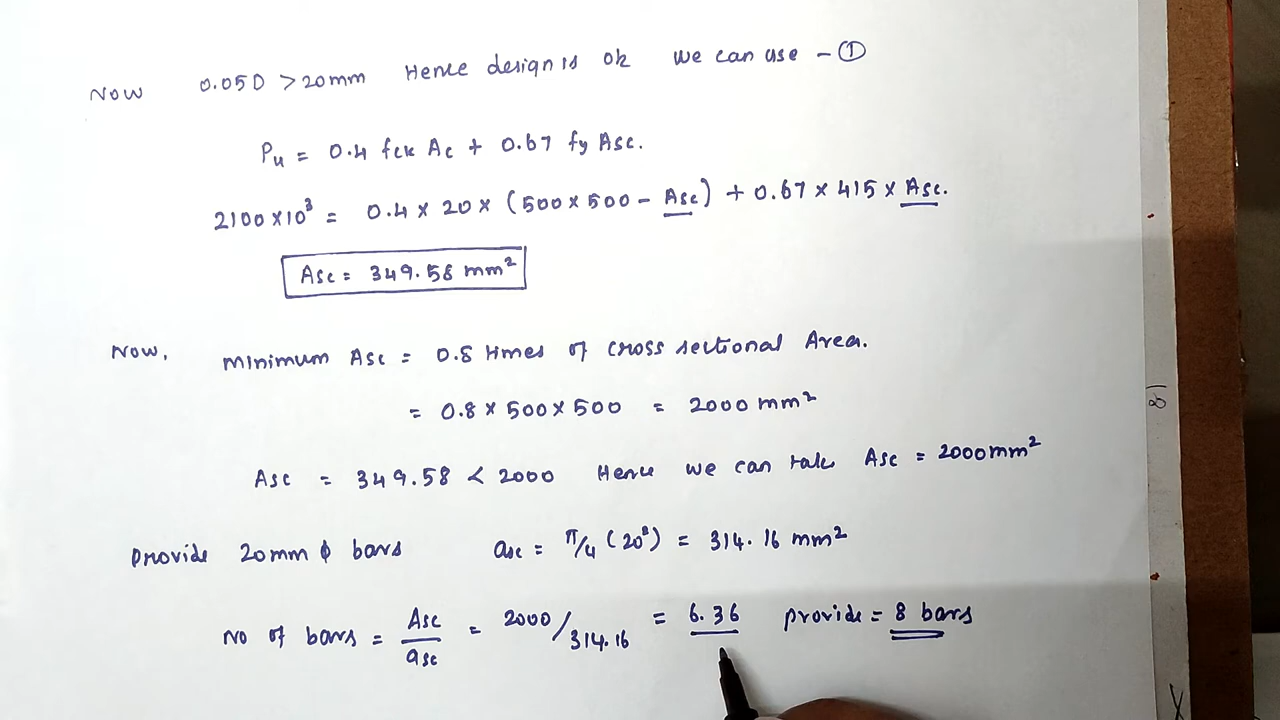 Now 0.05D > 20mm Hence design is ok we can use - ①
Pu = 0.4 fck Ac + 0.67 fy Asc.
2100 x 10³ = 0.4 x 20 x (500 x 500 - Asc) + 0.67 x 415 x Asc.
Asc = 349.58 mm²
Now, Minimum Asc = 0.8 times of cross sectional Area.
= 0.8 x 500 x 500 = 2000 mm²
Asc = 349.58 < 2000 Hence we can take Asc = 2000mm²
Provide 20mm ϕ bars asc = π/4 (20²) = 314.16 mm²
No of bars = Asc/asc = 2000/314.16 = 6.36 provide = 8 bars